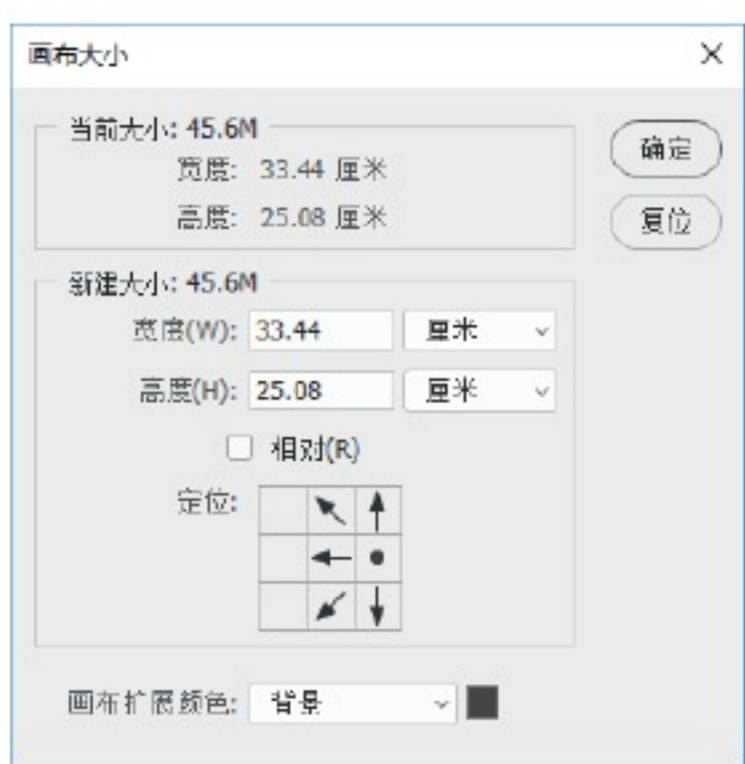 画布大小
当前大小: 45.6M
确定
宽度: 33.44 厘米
高度: 25.08 厘米
复位
新建大小: 45.6M
宽度(W): 33.44 厘米
高度(H): 25.08 厘米
相对(R)
定位:
画布扩展颜色: 背景